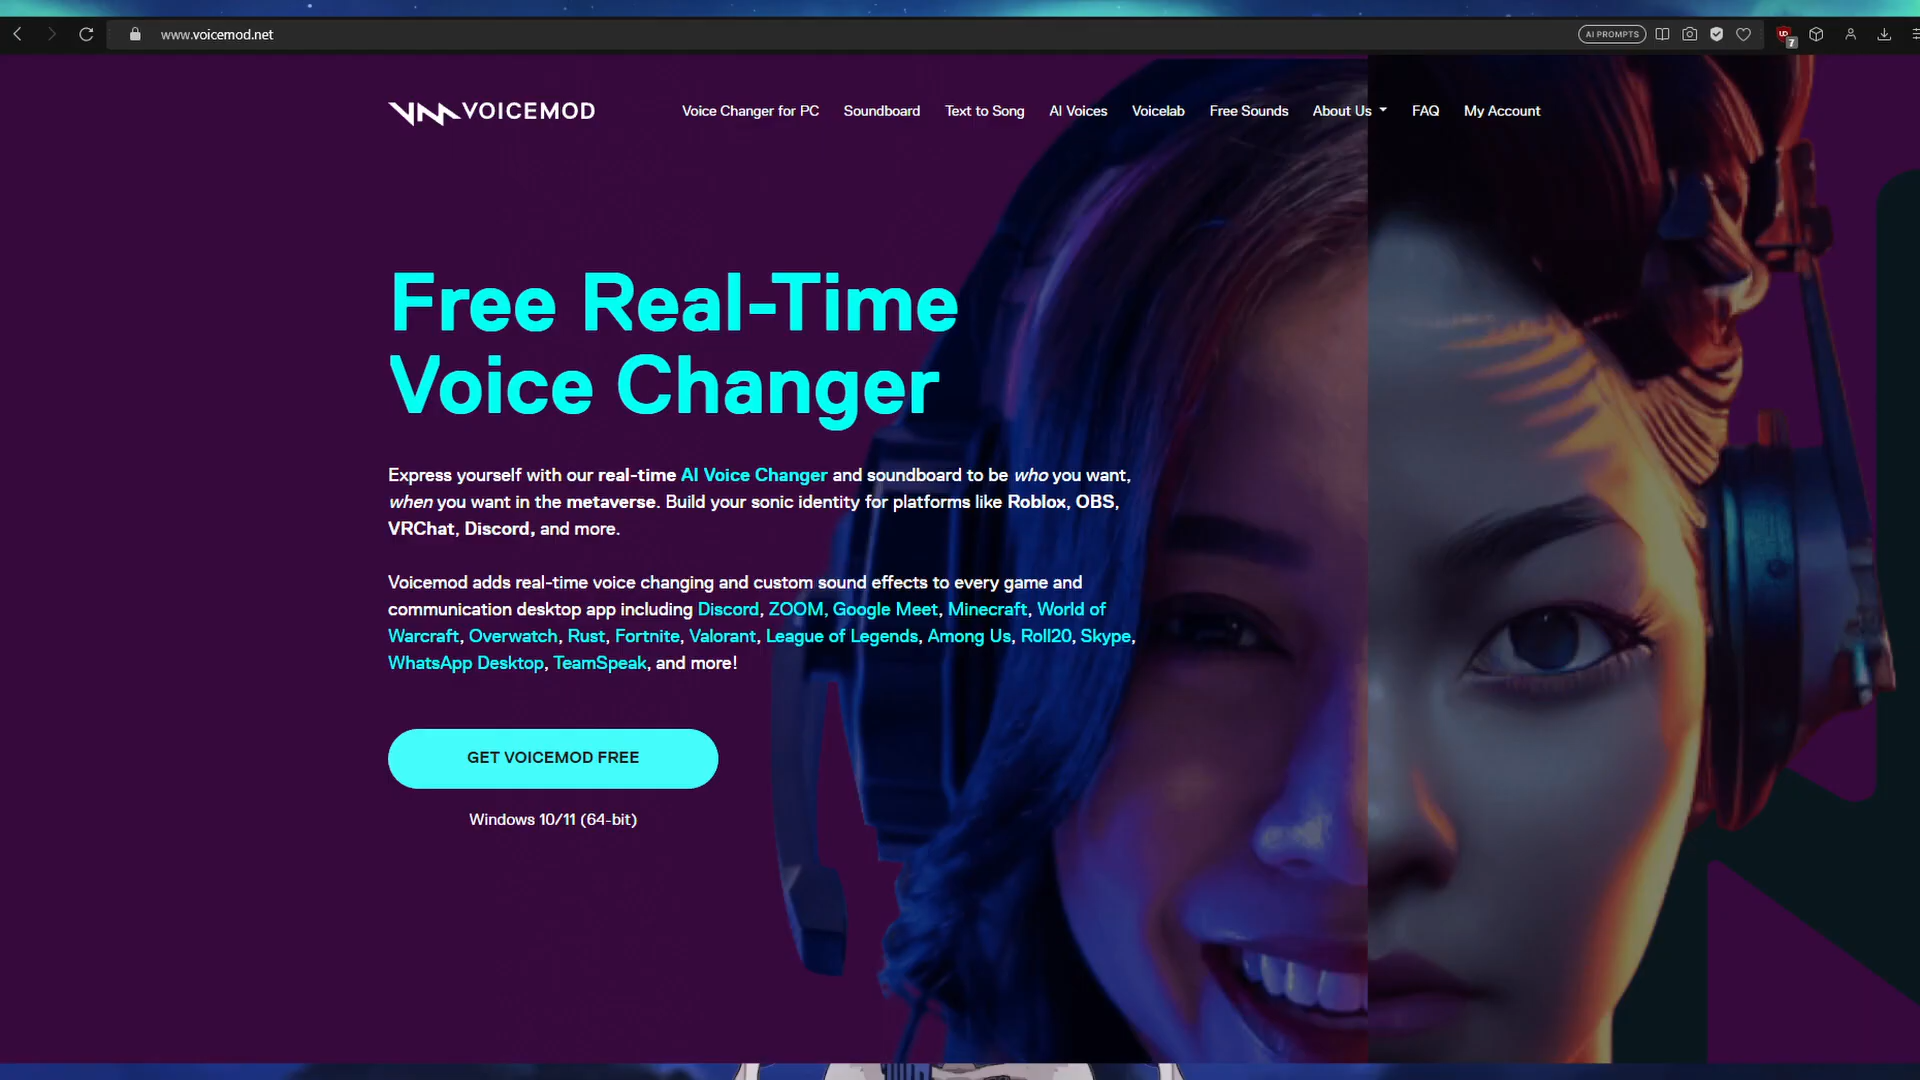 www.voicemod.net
AI PROMPTS
7
VOICEMOD
Voice Changer for PC
Soundboard
Text to Song
AI Voices
Voicelab
Free Sounds
About Us
FAQ
My Account
Free Real-Time
Voice Changer
Express yourself with our real-time AI Voice Changer and soundboard to be who you want,
when you want in the metaverse. Build your sonic identity for platforms like Roblox, OBS,
VRChat, Discord, and more.
Voicemod adds real-time voice changing and custom sound effects to every game and
communication desktop app including Discord, ZOOM, Google Meet, Minecraft, World of
Warcraft, Overwatch, Rust, Fortnite, Valorant, League of Legends, Among Us, Roll20, Skype,
WhatsApp Desktop, TeamSpeak, and more!
GET VOICEMOD FREE
Windows 10/11 (64-bit)